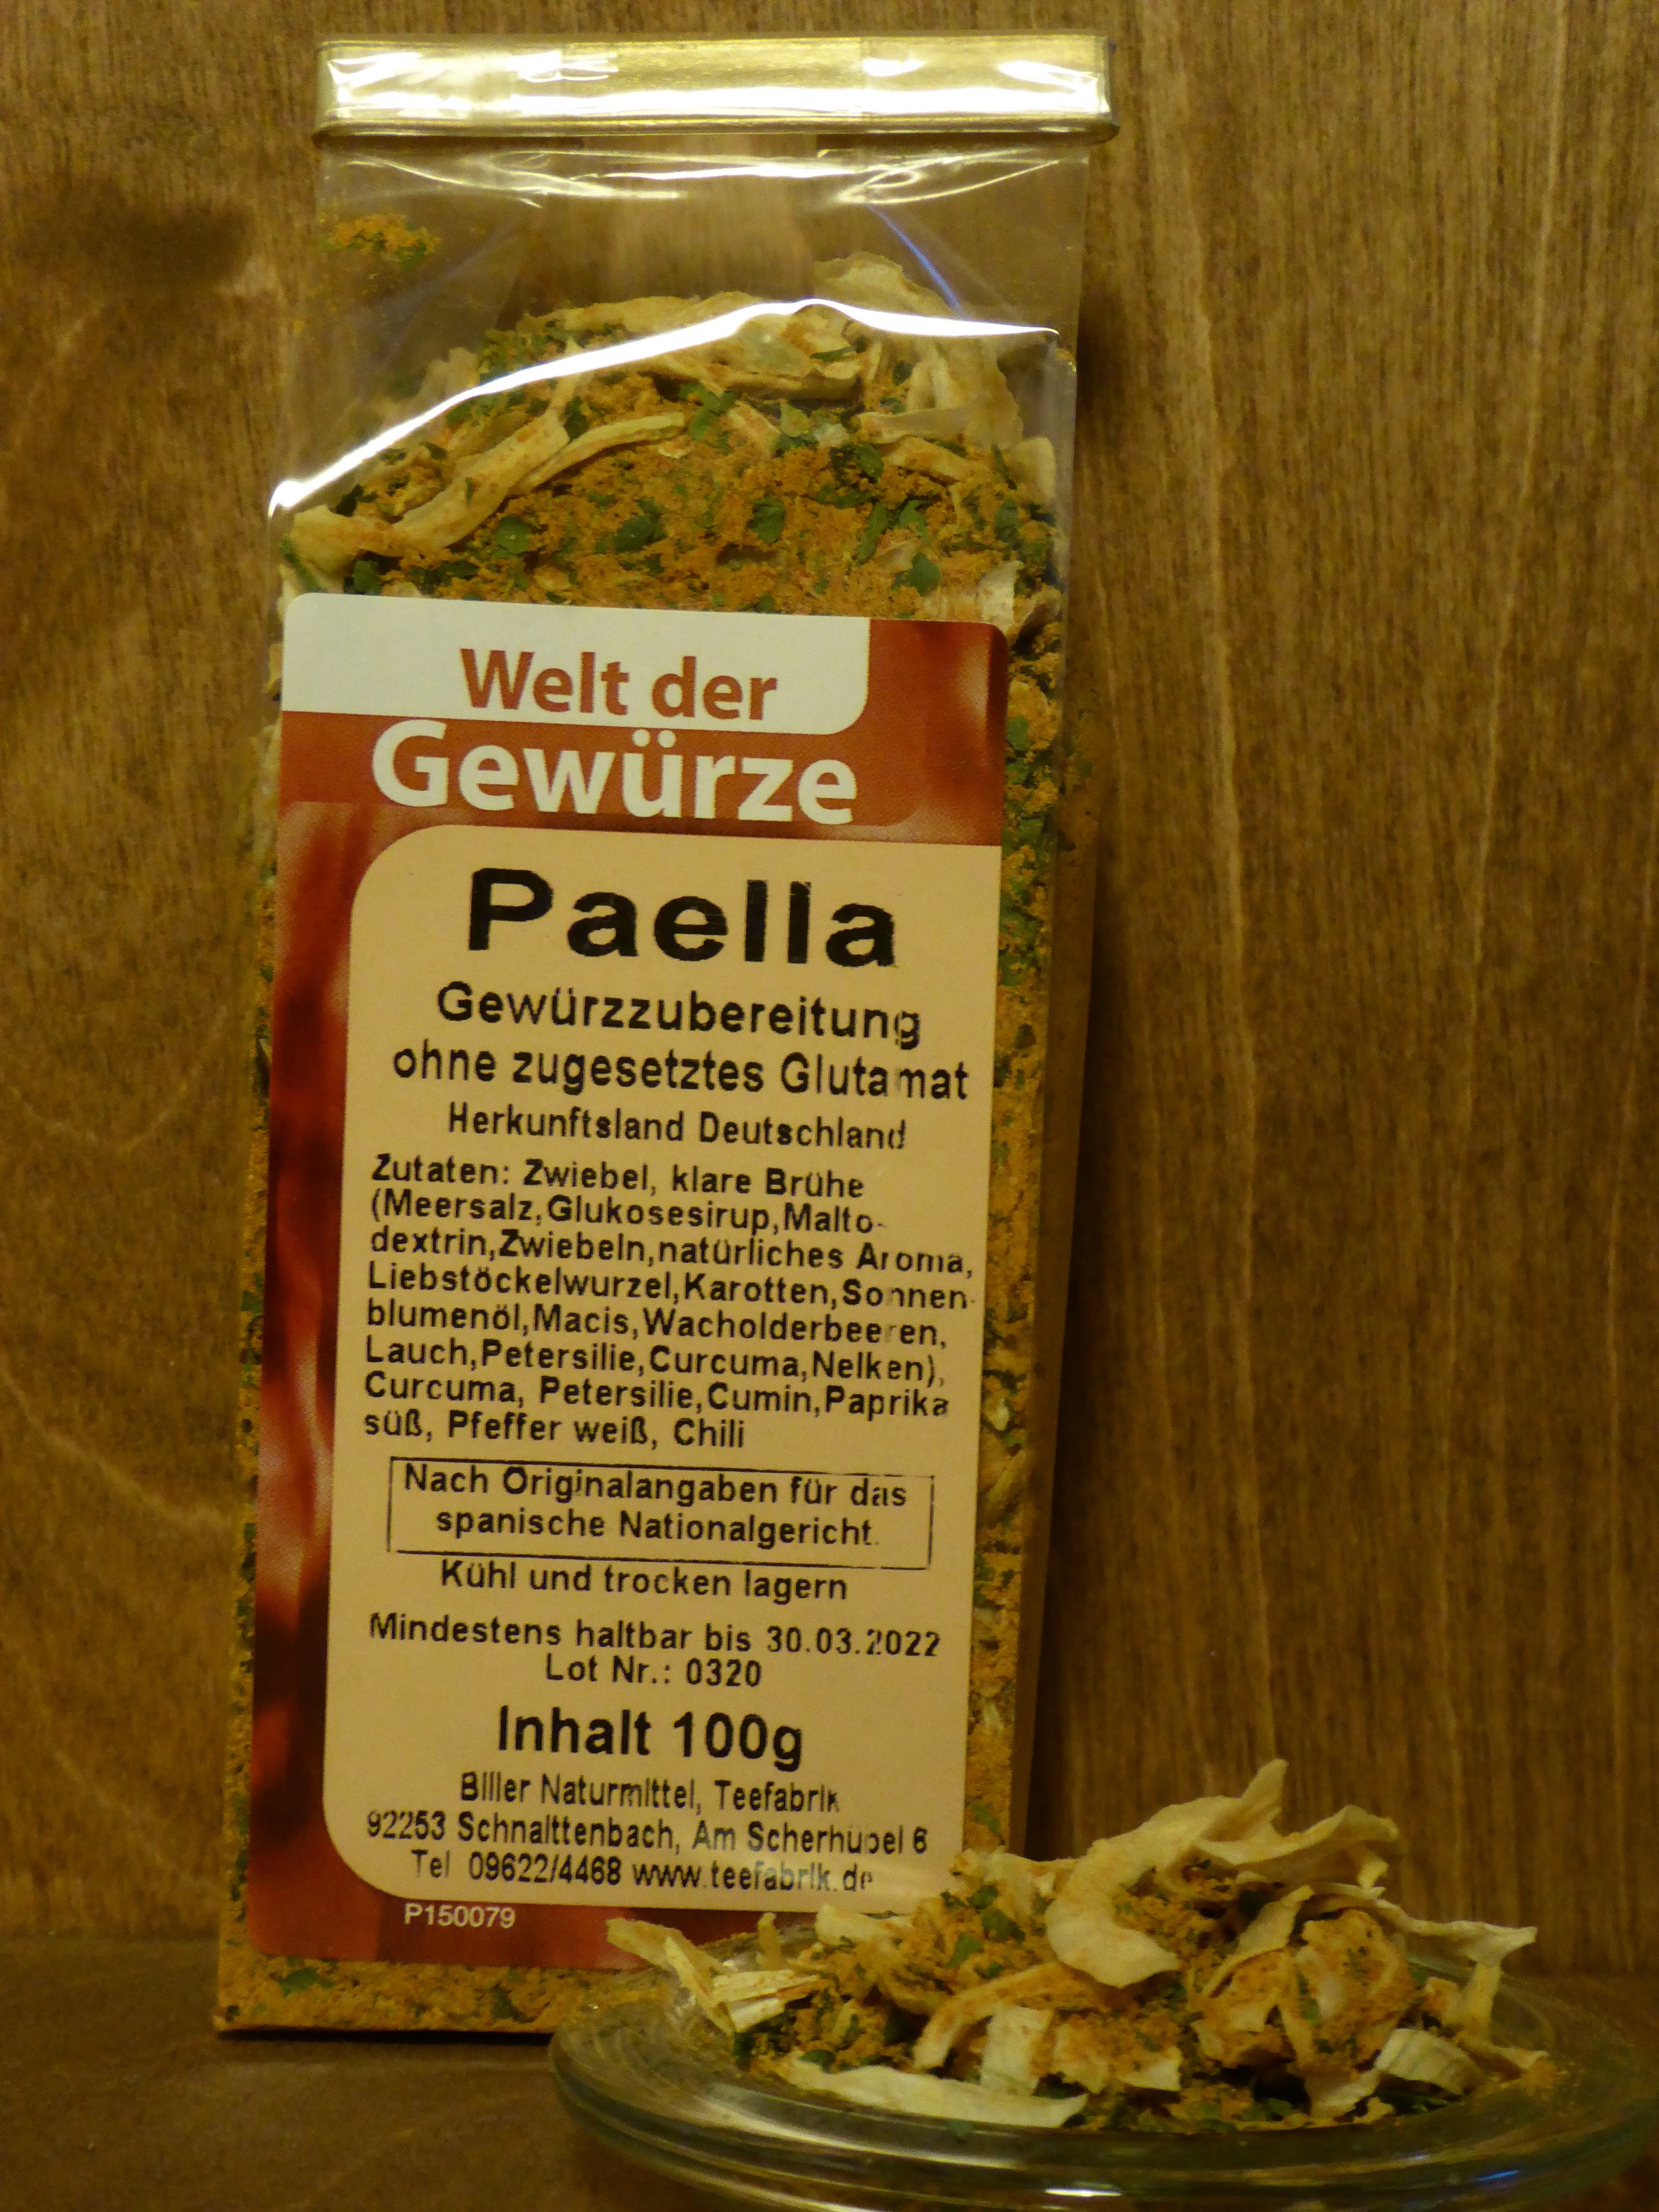 Welt der
Gewürze
Paella
Gewürzzubereitung
ohne zugesetztes Glutamat
Herkunftsland Deutschland
Zutaten: Zwiebel, klare Brühe
(Meersalz,Glukosesirup,Malto-
dextrin,Zwiebeln,natürliches Aroma,
Liebstöckelwurzel,Karotten,Sonnen-
blumenöl,Macis,Wacholderbeeren,
Lauch,Petersilie,Curcuma,Nelken),
Curcuma, Petersilie,Cumin,Paprika
süß, Pfeffer weiß, Chili
Nach Originalangaben für das
spanische Nationalgericht.
Kühl und trocken lagern
Mindestens haltbar bis 30.03.2022
Lot Nr.: 0320
Inhalt 100g
Biller Naturmittel, Teefabrik
92253 Schnaittenbach, Am Scherhübel 6
Tel 09622/4468 www.teefabrik.de
P150079